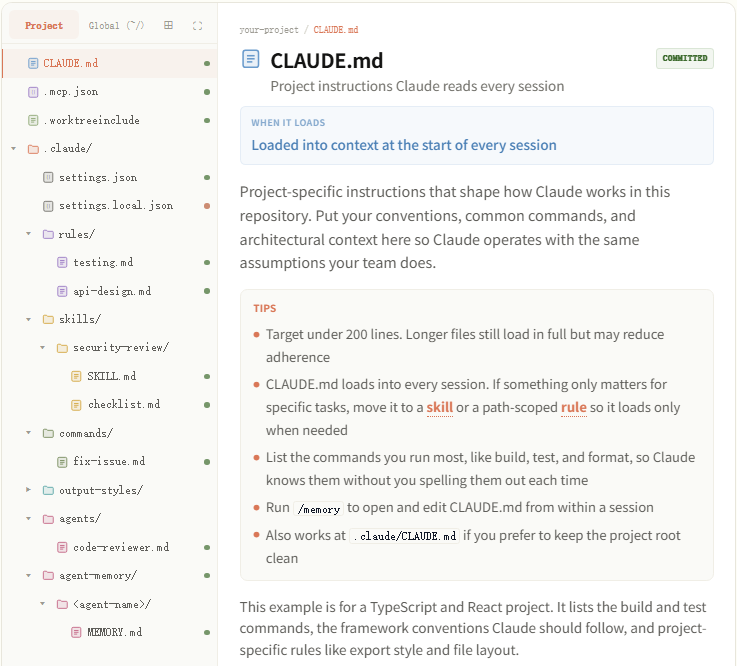 Project
Global (~/)
CLAUDE.md
.mcp.json
.worktreeinclude
.claude/
settings.json
settings.local.json
rules/
testing.md
api-design.md
skills/
security-review/
SKILL.md
checklist.md
commands/
fix-issue.md
output-styles/
agents/
code-reviewer.md
agent-memory/
<agent-name>/
MEMORY.md
your-project / CLAUDE.md
CLAUDE.md
COMMITTED
Project instructions Claude reads every session
WHEN IT LOADS
Loaded into context at the start of every session
Project-specific instructions that shape how Claude works in this
repository. Put your conventions, common commands, and
architectural context here so Claude operates with the same
assumptions your team does.
TIPS
Target under 200 lines. Longer files still load in full but may reduce
adherence
CLAUDE.md loads into every session. If something only matters for
specific tasks, move it to a skill or a path-scoped rule so it loads only
when needed
List the commands you run most, like build, test, and format, so Claude
knows them without you spelling them out each time
Run /memory to open and edit CLAUDE.md from within a session
Also works at .claude/CLAUDE.md if you prefer to keep the project root
clean
This example is for a TypeScript and React project. It lists the build and test
commands, the framework conventions Claude should follow, and project-
specific rules like export style and file layout.